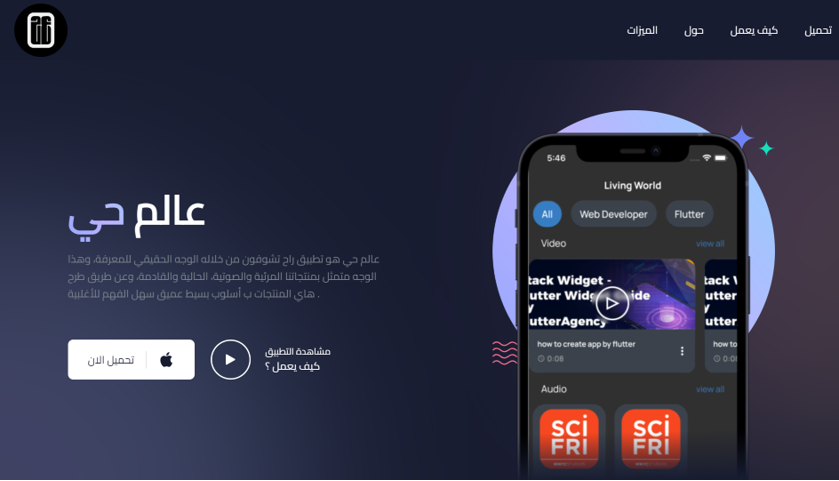 الميزات
حول
كيف يعمل
تحميل
عالم حي
عالم حي هو تطبيق راح تشوفون من خلاله الوجه الحقيقي للمعرفة، وهذا
الوجه متمثل بمنتجاتنا المرئية والصوتية، الحالية والقادمة، وعن طريق طرح
هاي المنتجات ب أسلوب بسيط عميق سهل الفهم للأغلبية .
تحميل الان
مشاهدة التطبيق
كيف يعمل ؟
5:46
Living World
All
Web Developer
Flutter
Video
view all
tack Widget -
utter Widg
uide
y
utterAgency
how to create app by flutter
0:08
tack W
utter
y
utter
how to
0:0
Audio
view all
SCI
FRI
SCI
FRI